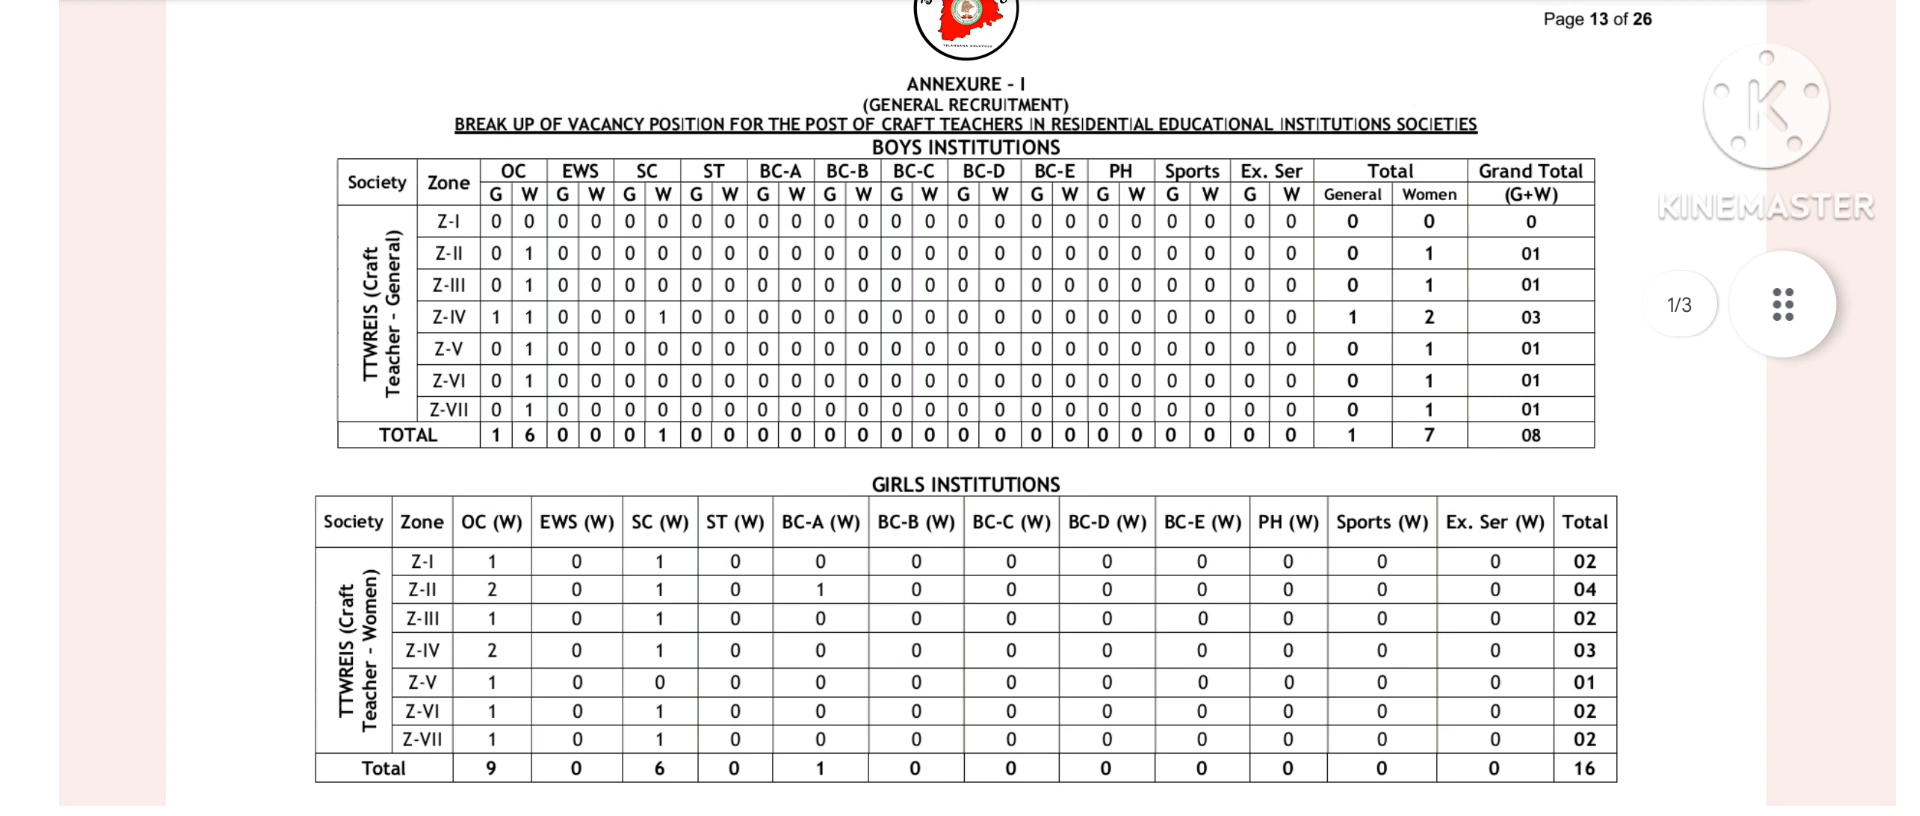 Page 13 of 26
ANNEXURE - I
(GENERAL RECRUITMENT)
BREAK UP OF VACANCY POSITION FOR THE POST OF CRAFT TEACHERS IN RESIDENTIAL EDUCATIONAL INSTITUTIONS SOCIETIES
BOYS INSTITUTIONS
Society Zone OC EWS SC ST BC-A BC-B BC-C BC-D BC-E PH Sports Ex. Ser Total Grand Total
G W G W G W G W G W G W G W G W G W G W G W G W General Women (G+W)
TTWREIS (Craft
Teacher - General)
Z-I 0 0 0 0 0 0 0 0 0 0 0 0 0 0 0 0 0 0 0 0 0 0 0 0 0 0 0
Z-II 0 1 0 0 0 0 0 0 0 0 0 0 0 0 0 0 0 0 0 0 0 0 0 0 0 1 01
Z-III 0 1 0 0 0 0 0 0 0 0 0 0 0 0 0 0 0 0 0 0 0 0 0 0 0 1 01
Z-IV 1 1 0 0 0 1 0 0 0 0 0 0 0 0 0 0 0 0 0 0 0 0 0 0 1 2 03
Z-V 0 1 0 0 0 0 0 0 0 0 0 0 0 0 0 0 0 0 0 0 0 0 0 0 0 1 01
Z-VI 0 1 0 0 0 0 0 0 0 0 0 0 0 0 0 0 0 0 0 0 0 0 0 0 0 1 01
Z-VII 0 1 0 0 0 0 0 0 0 0 0 0 0 0 0 0 0 0 0 0 0 0 0 0 0 1 01
TOTAL 1 6 0 0 0 1 0 0 0 0 0 0 0 0 0 0 0 0 0 0 0 0 0 0 1 7 08
GIRLS INSTITUTIONS
Society Zone OC (W) EWS (W) SC (W) ST (W) BC-A (W) BC-B (W) BC-C (W) BC-D (W) BC-E (W) PH (W) Sports (W) Ex. Ser (W) Total
TTWREIS (Craft
Teacher - Women)
Z-I 1 0 1 0 0 0 0 0 0 0 0 0 02
Z-II 2 0 1 0 1 0 0 0 0 0 0 0 04
Z-III 1 0 1 0 0 0 0 0 0 0 0 0 02
Z-IV 2 0 1 0 0 0 0 0 0 0 0 0 03
Z-V 1 0 0 0 0 0 0 0 0 0 0 0 01
Z-VI 1 0 1 0 0 0 0 0 0 0 0 0 02
Z-VII 1 0 1 0 0 0 0 0 0 0 0 0 02
Total 9 0 6 0 1 0 0 0 0 0 0 0 16
K
KINEMASTER
1/3